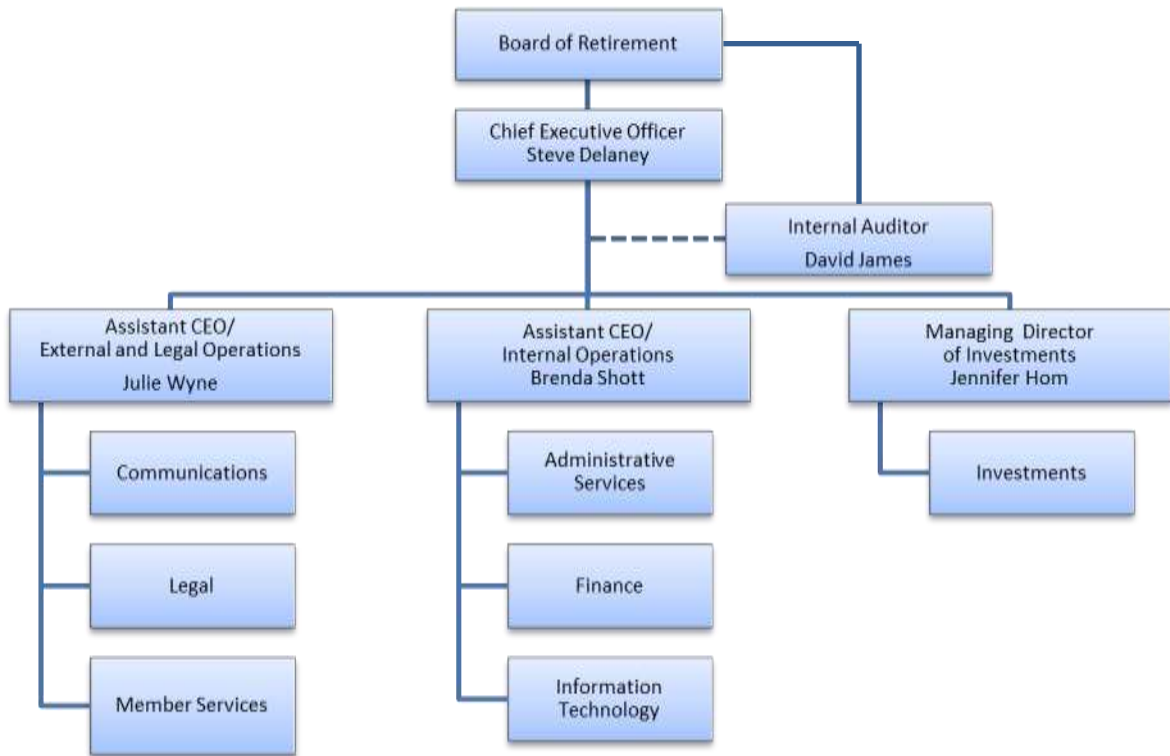 Board of Retirement
Chief Executive Officer
Steve Delaney
Internal Auditor
David James
Assistant CEO/
External and Legal Operations
Julie Wyne
Assistant CEO/
Internal Operations
Brenda Shott
Managing Director
of Investments
Jennifer Hom
Communications
Legal
Member Services
Administrative
Services
Finance
Information
Technology
Investments